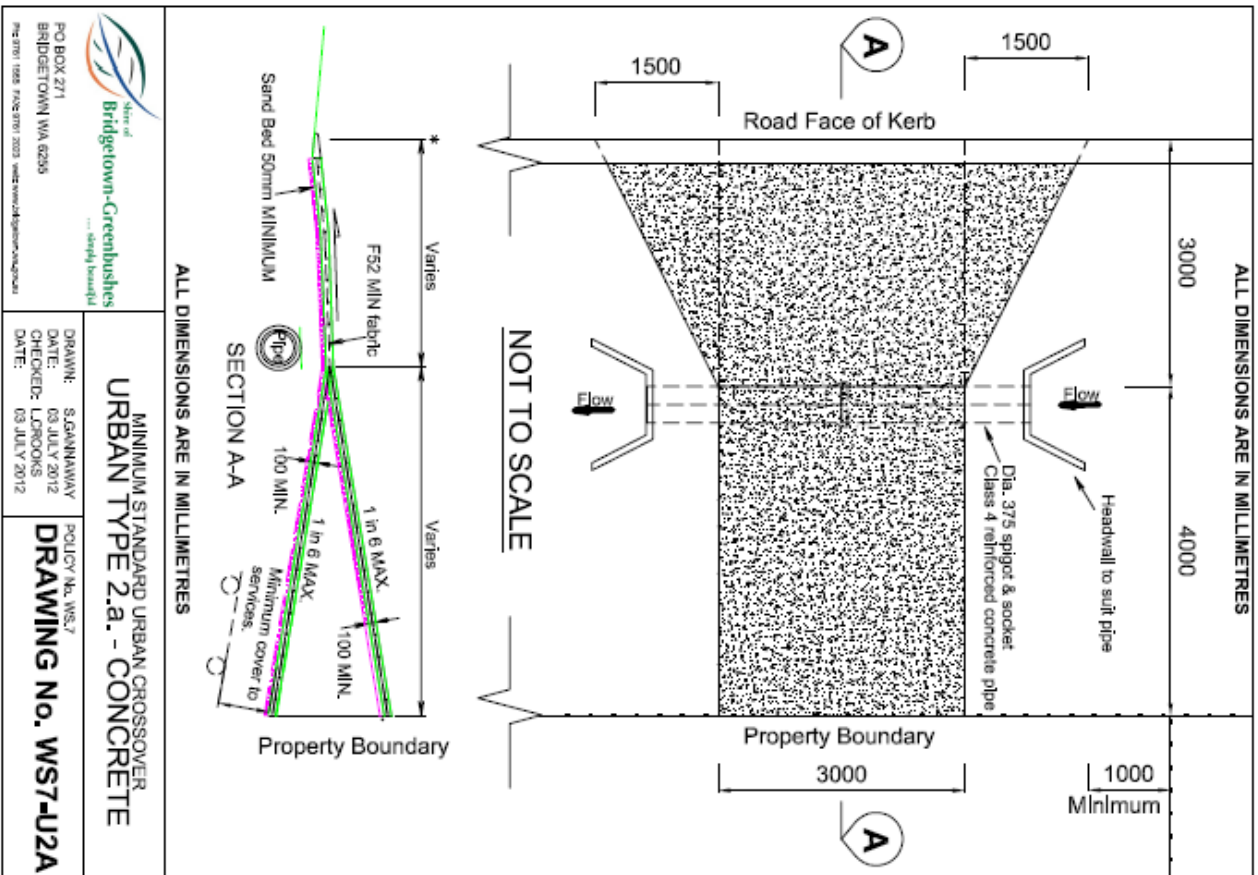 ALL DIMENSIONS ARE IN MILLIMETRES
1500
A
1500
Road Face of Kerb
3000
4000
Flow
Flow
Headwall to suit pipe
Dia. 375 spigot & socket
Class 4 reinforced concrete pipe
Property Boundary
3000
1000
Minimum
A
NOT TO SCALE
*
Varies
Varies
F52 MIN fabric
Sand Bed 50mm MINIMUM
Pipe
1 in 6 MAX.
100 MIN.
1 in 6 MAX.
100 MIN.
Minimum cover to
services.
Property Boundary
SECTION A-A
ALL DIMENSIONS ARE IN MILLIMETRES
Shire of
Bridgetown-Greenbushes
... simply beautiful
PO BOX 271
BRIDGETOWN WA 6255
MINIMUM STANDARD URBAN CROSSOVER
URBAN TYPE 2.a. - CONCRETE
DRAWN: S.GANNAWAY
DATE: 03 JULY 2012
CHECKED: L.CROOKS
DATE: 03 JULY 2012
POLICY No. WS.7
DRAWING No. WS7-U2A